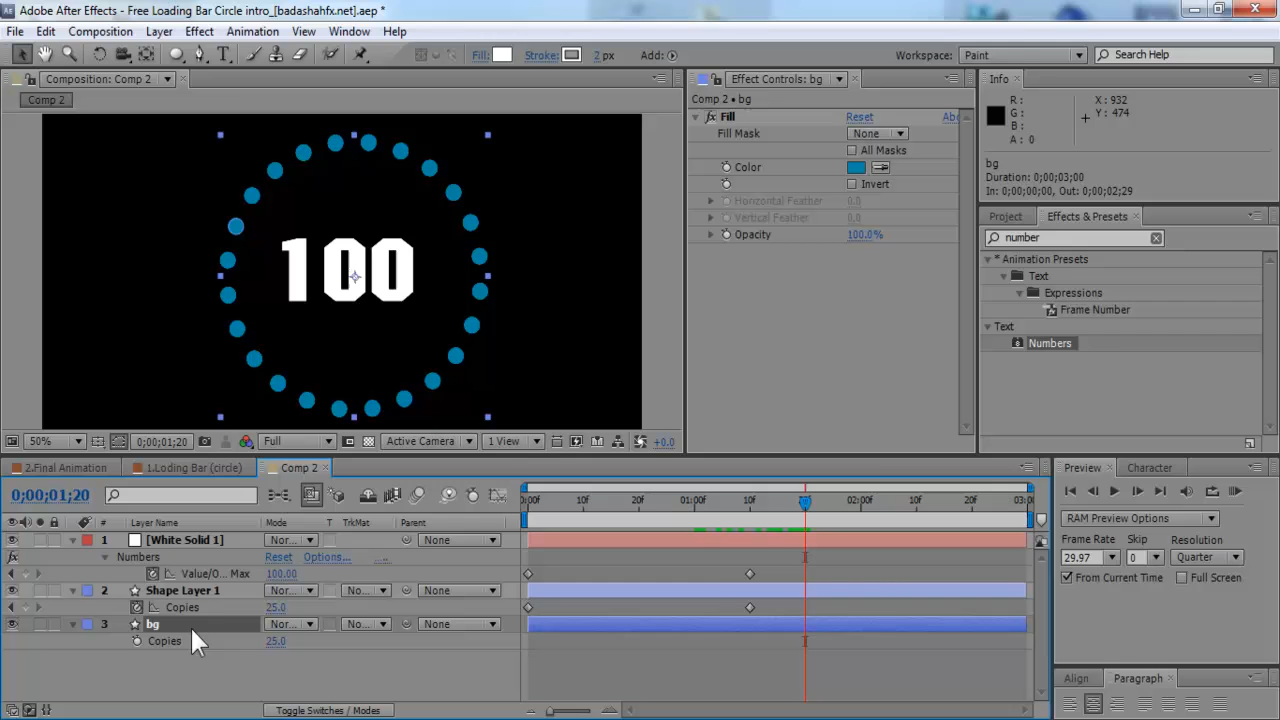 Adobe After Effects - Free Loading Bar Circle intro_[badashahfx.net].aep *
File Edit Composition Layer Effect Animation View Window Help
Fill: Stroke: 2 px Add: Workspace: Paint Search Help
Composition: Comp 2 Effect Controls: bg Info
Comp 2
Comp 2 • bg
fx Fill Reset Abo
Fill Mask None
All Masks
Color
Invert
Horizontal Feather 0.0
Vertical Feather 0.0
Opacity 100.0%
R :
G :
B :
A : 0
X : 932
Y : 474
bg
Duration: 0;00;03;00
In: 0;00;00;00, Out: 0;00;02;29
Project Effects & Presets
number
* Animation Presets
Text
Expressions
Frame Number
Text
Numbers
100
50% 0;00;01;20 Full Active Camera 1 View +0.0
2.Final Animation 1.Loding Bar (circle) Comp 2
0;00;01;20
0:00f 10f 20f 01:00f 10f 20f 02:00f 10f 20f 03:00
# Layer Name Mode T TrkMat Parent
1 [White Solid 1] Nor... None
fx Numbers Reset Options... ...
Value/O... Max 100.00
2 Shape Layer 1 Nor... No... None
Copies 25.0
3 bg Nor... No... None
Copies 25.0
Toggle Switches / Modes
Preview Character
RAM Preview Options
Frame Rate Skip Resolution
29.97 0 Quarter
From Current Time Full Screen
Align Paragraph